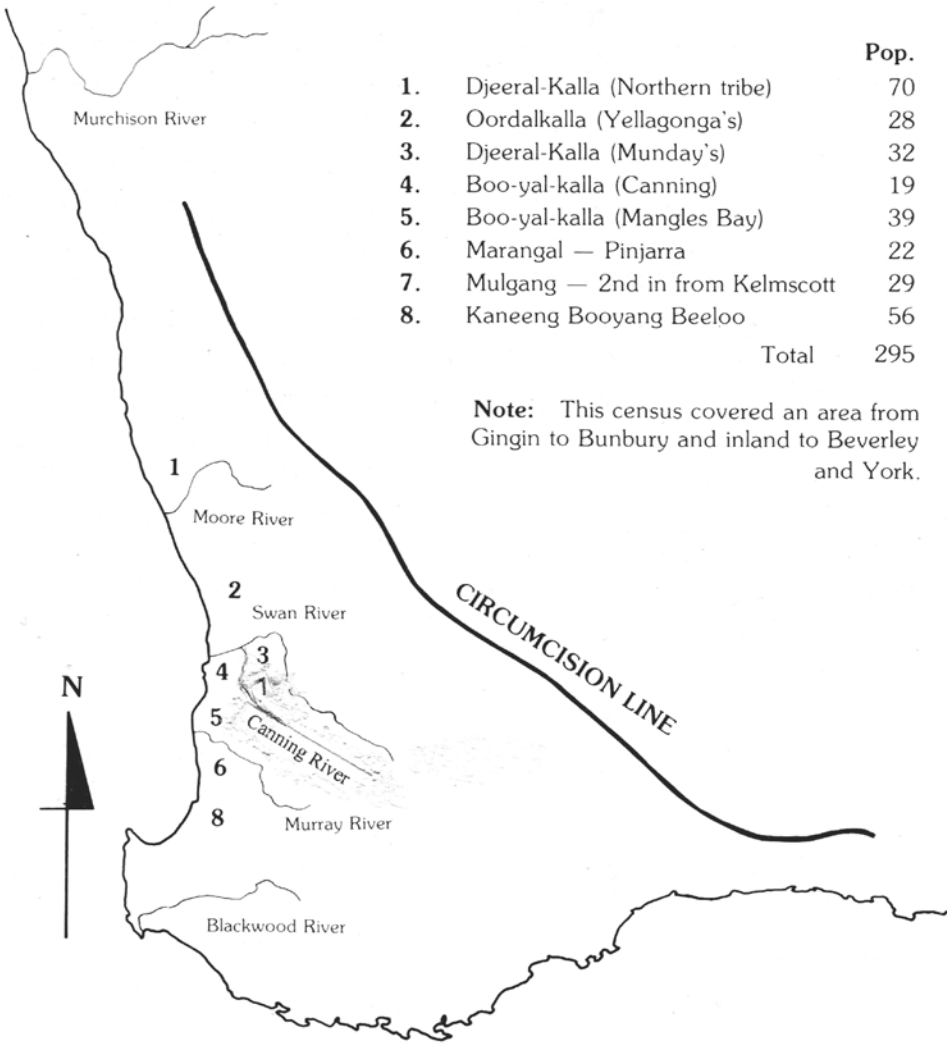 Pop.
1. Djeeral-Kalla (Northern tribe) 70
2. Oordalkalla (Yellagonga's) 28
3. Djeeral-Kalla (Munday's) 32
4. Boo-yal-kalla (Canning) 19
5. Boo-yal-kalla (Mangles Bay) 39
6. Marangal — Pinjarra 22
7. Mulgang — 2nd in from Kelmscott 29
8. Kaneeng Booyang Beeloo 56
Total 295
Note: This census covered an area from
Gingin to Bunbury and inland to Beverley
and York.
Murchison River
1
Moore River
2
Swan River
3
4
7
5
Canning River
6
8
Murray River
Blackwood River
CIRCUMCISION LINE
N